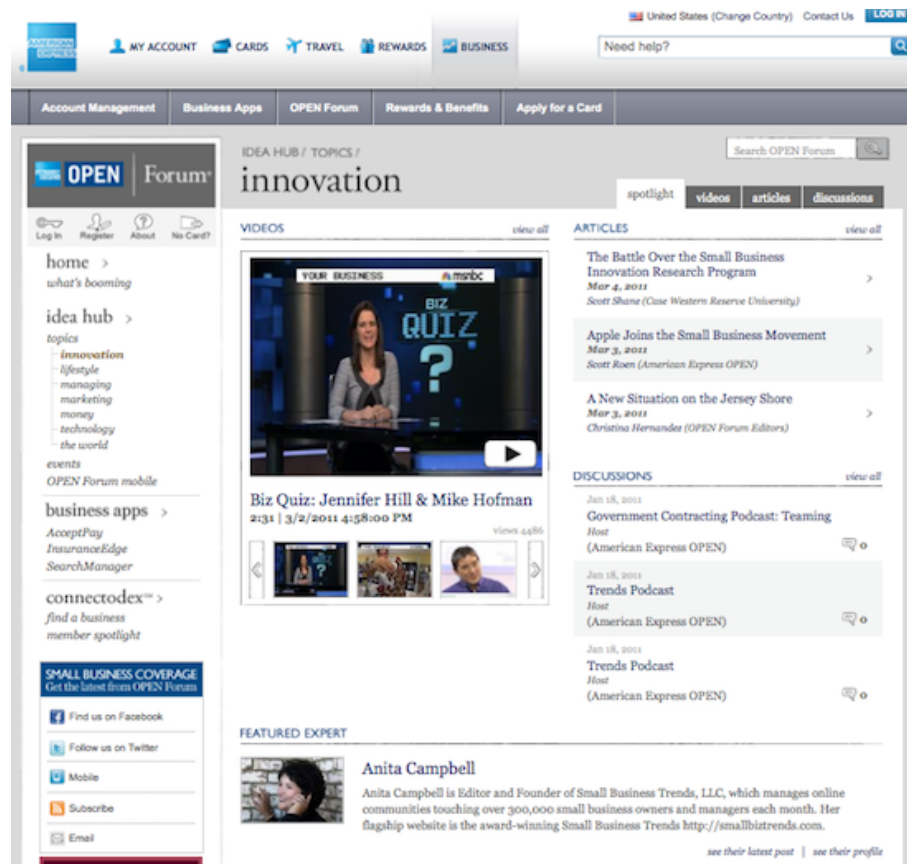 United States (Change Country) Contact Us LOG IN
AMERICAN EXPRESS
MY ACCOUNT CARDS TRAVEL REWARDS BUSINESS
Need help?
Account Management Business Apps OPEN Forum Rewards & Benefits Apply for a Card
OPEN Forum
Log In Register About No Card?
home >
what's booming
idea hub >
topics
innovation
lifestyle
managing
marketing
money
technology
the world
events
OPEN Forum mobile
business apps >
AcceptPay
InsuranceEdge
SearchManager
connectodex™ >
find a business
member spotlight
SMALL BUSINESS COVERAGE
Get the latest from OPEN Forum
Find us on Facebook
Follow us on Twitter
Mobile
Subscribe
Email
IDEA HUB / TOPICS /
innovation
Search OPEN Forum
spotlight videos articles discussions
VIDEOS view all
YOUR BUSINESS msnbc
BIZ
QUIZ
?
Biz Quiz: Jennifer Hill & Mike Hofman
2:31 | 3/2/2011 4:58:00 PM
views 4486
ARTICLES view all
The Battle Over the Small Business
Innovation Research Program
Mar 4, 2011
Scott Shane (Case Western Reserve University)
Apple Joins the Small Business Movement
Mar 3, 2011
Scott Roen (American Express OPEN)
A New Situation on the Jersey Shore
Mar 3, 2011
Christina Hernandez (OPEN Forum Editors)
DISCUSSIONS view all
Jan 18, 2011
Government Contracting Podcast: Teaming
Host
(American Express OPEN) 0
Jan 18, 2011
Trends Podcast
Host
(American Express OPEN) 0
Jan 18, 2011
Trends Podcast
Host
(American Express OPEN) 0
FEATURED EXPERT
Anita Campbell
Anita Campbell is Editor and Founder of Small Business Trends, LLC, which manages online
communities touching over 300,000 small business owners and managers each month. Her
flagship website is the award-winning Small Business Trends http://smallbiztrends.com.
see their latest post | see their profile